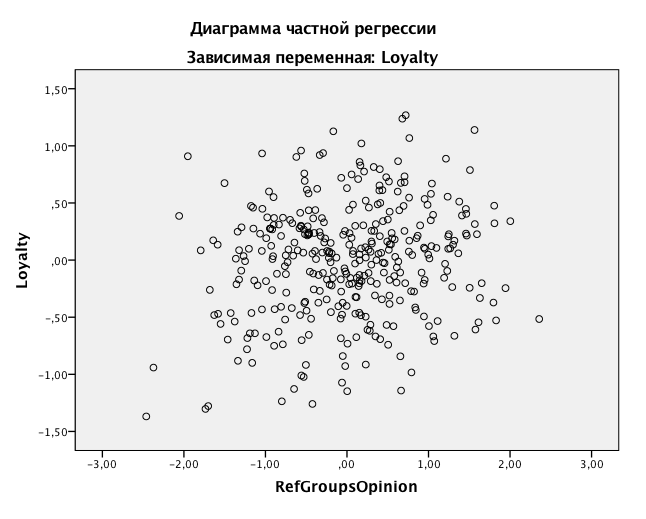 Диаграмма частной регрессии
Зависимая переменная: Loyalty
1,50
1,00
,50
,00
-,50
-1,00
-1,50
Loyalty
-3,00 -2,00 -1,00 ,00 1,00 2,00 3,00
RefGroupsOpinion